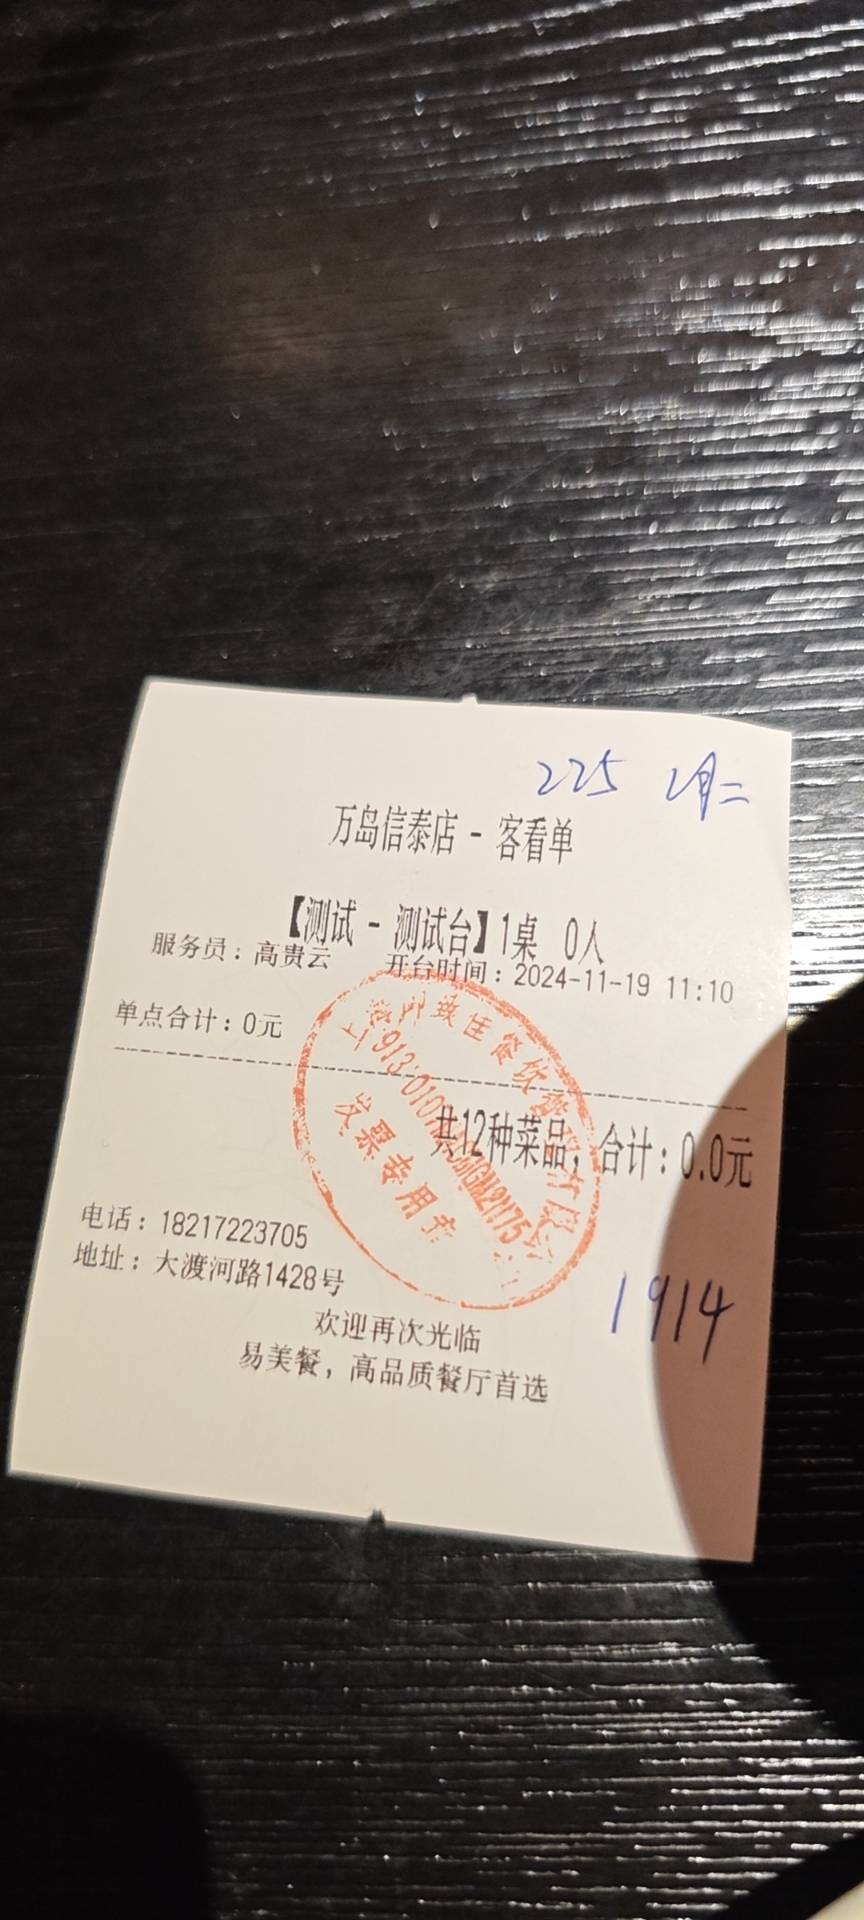 225
万岛信泰店 - 客看单
【测试 - 测试台】1桌 0人
服务员：高贵云 开台时间：2024-11-19 11:10
单点合计：0元
共12种菜品，合计：0.0元
发票专用章
电话：18217223705
地址：大渡河路1428号
1914
欢迎再次光临
易美餐，高品质餐厅首选